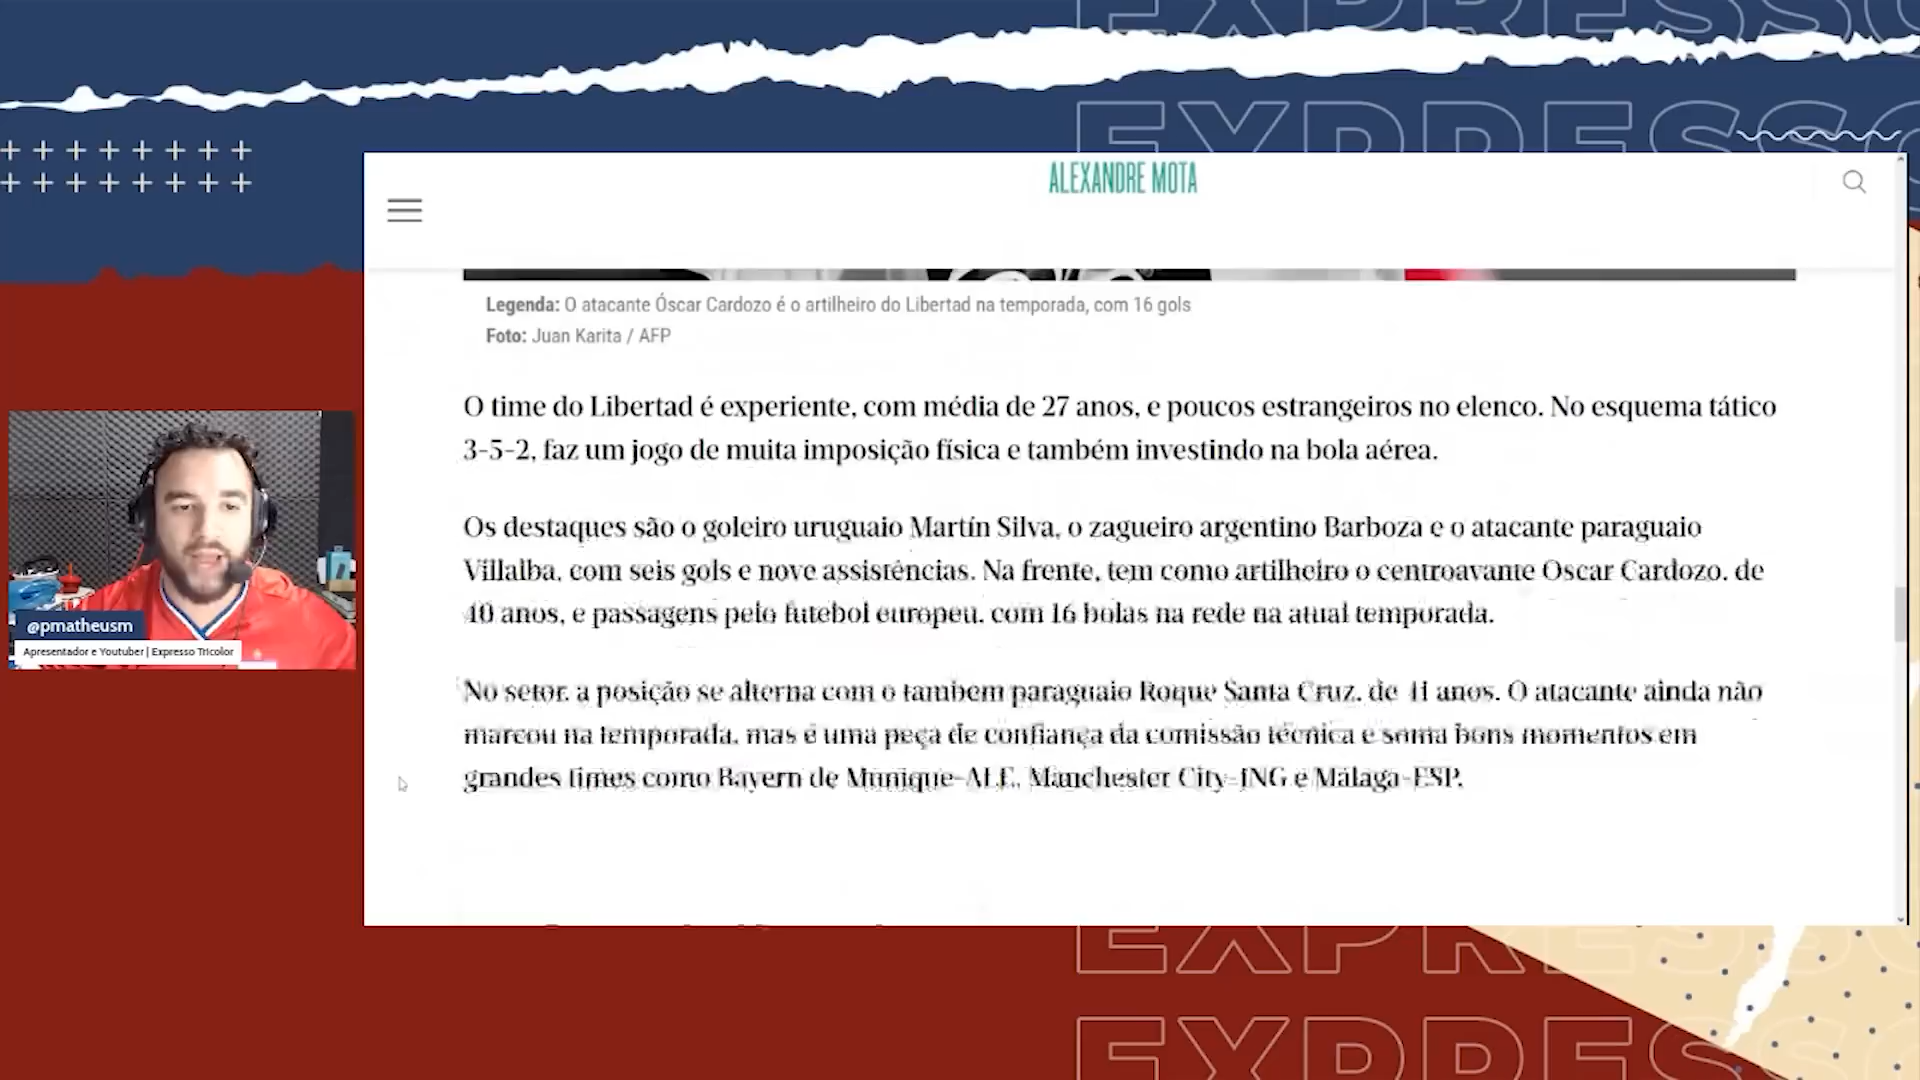 EXPRESSO
EXPRESSO
ALEXANDRE MOTA
Legenda: O atacante Óscar Cardozo é o artilheiro do Libertad na temporada, com 16 gols
Foto: Juan Karita / AFP
O time do Libertad é experiente, com média de 27 anos, e poucos estrangeiros no elenco. No esquema tático
3-5-2, faz um jogo de muita imposição física e também investindo na bola aérea.
Os destaques são o goleiro uruguaio Martín Silva, o zagueiro argentino Barboza e o atacante paraguaio
Villalba, com seis gols e nove assistências. Na frente, tem como artilheiro o centroavante Oscar Cardozo, de
40 anos, e passagens pelo futebol europeu, com 16 bolas na rede na atual temporada.
No setor, a posição se alterna com o também paraguaio Roque Santa Cruz, de 41 anos. O atacante ainda não
marcou na temporada, mas é uma peça de confiança da comissão técnica e soma bons momentos em
grandes times como Bayern de Munique-ALE, Manchester City-ING e Málaga-ESP.
@pmatheusm
Apresentador e Youtuber | Expresso Tricolor
EXPRESSO
EXPRESSO